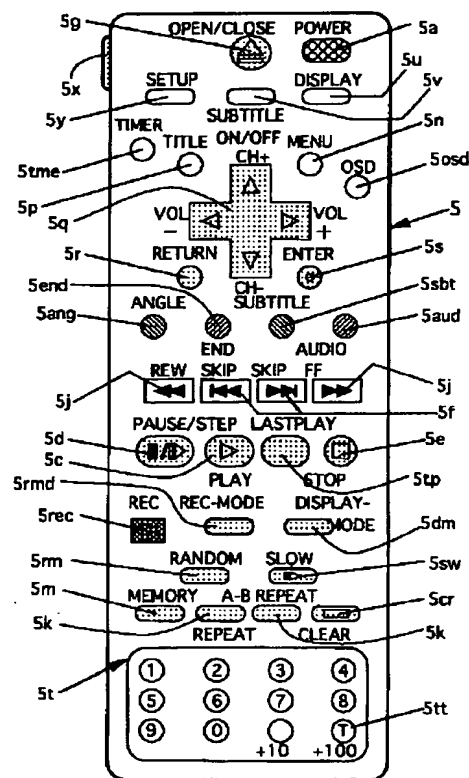 5g OPEN/CLOSE POWER 5a
5x 5u
SETUP DISPLAY 5v
5y SUBTITLE
TIMER ON/OFF 5n
5tme TITLE CH+ MENU OSD 5osd
5p
5q VOL VOL 5
− +
5r RETURN ENTER 5s
5end CH− SUBTITLE 5sbt
5ang ANGLE 5aud
END AUDIO
5j REW SKIP SKIP FF 5j
5f
PAUSE/STEP LASTPLAY
5d 5e
5c
5rmd PLAY STOP 5tp
REC REC-MODE DISPLAY-
5rec MODE 5dm
5rm RANDOM SLOW 5sw
5m MEMORY A-B REPEAT 5cr
5k REPEAT CLEAR 5k
5t 1 2 3 4
5 6 7 8 5tt
9 0 T
+10 +100